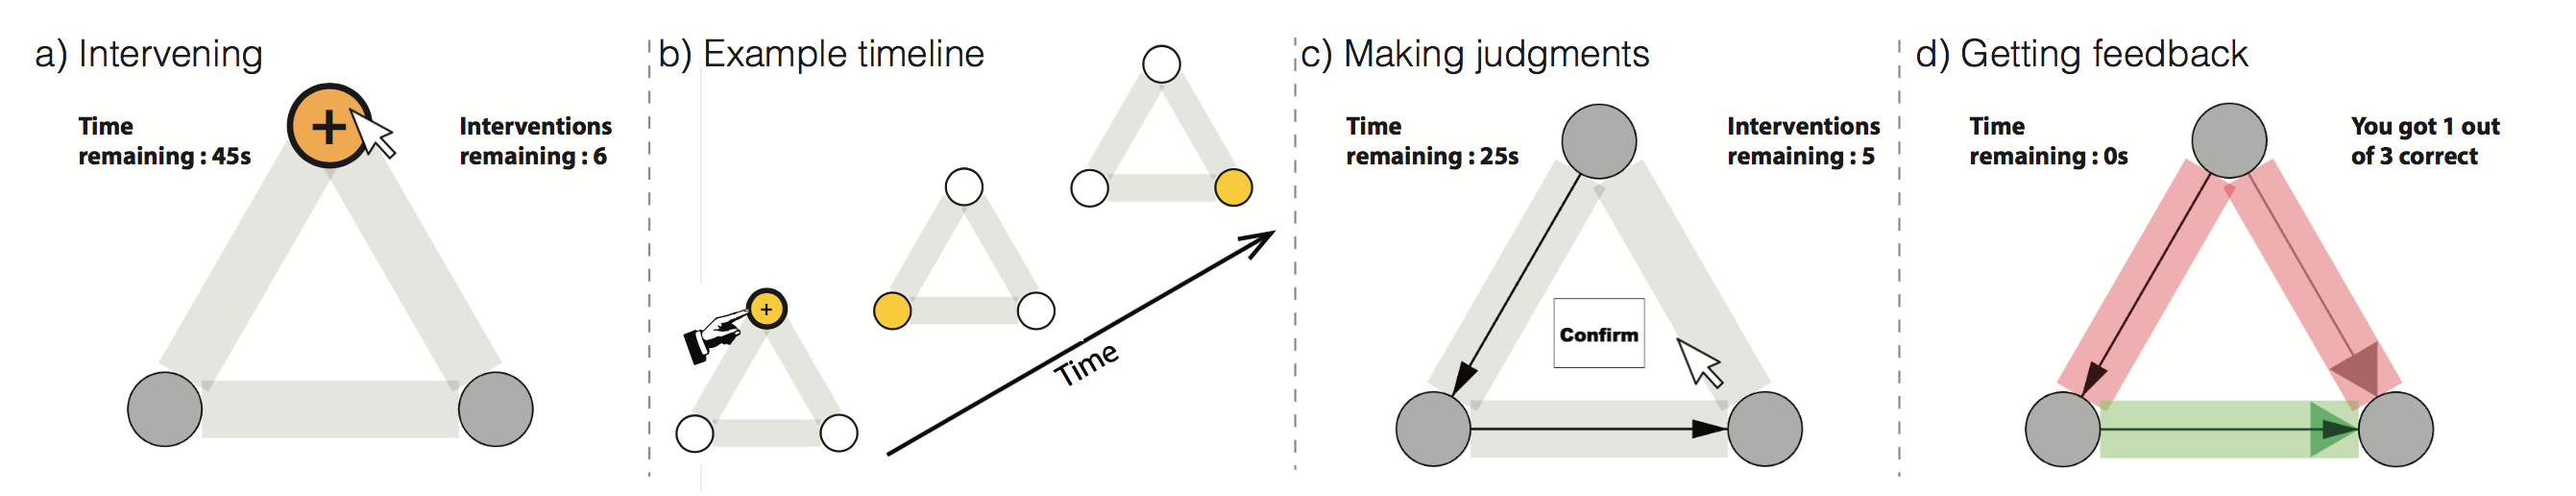 a) Intervening
Time
remaining : 45s
+
Interventions
remaining : 6
b) Example timeline
+
Time
c) Making judgments
Time
remaining : 25s
Interventions
remaining : 5
Confirm
d) Getting feedback
Time
remaining : 0s
You got 1 out
of 3 correct